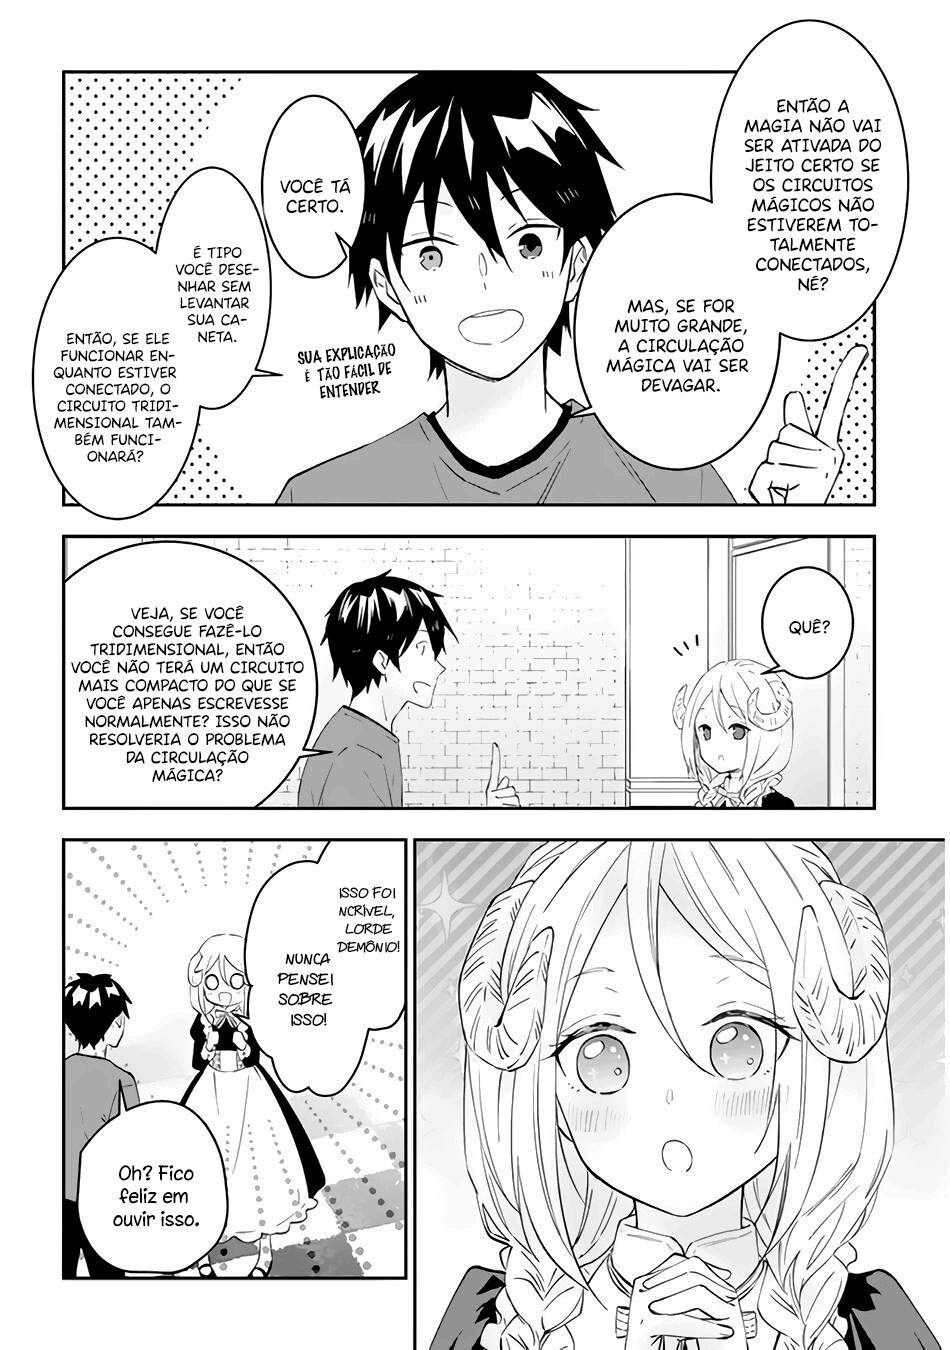 ENTÃO A
MAGIA NÃO VAI
SER ATIVADA DO
JEITO CERTO SE
OS CIRCUITOS
MÁGICOS NÃO
ESTIVEREM TO-
TALMENTE
CONECTADOS,
NÉ?
MAS, SE FOR
MUITO GRANDE,
A CIRCULAÇÃO
MÁGICA VAI SER
DEVAGAR.
VOCÊ TÁ
CERTO.
É TIPO
VOCÊ DESE-
NHAR SEM
LEVANTAR
SUA CA-
NETA.
SUA EXPLICAÇÃO
É TÃO FÁCIL DE
ENTENDER
ENTÃO, SE ELE
FUNCIONAR EN-
QUANTO ESTIVER
CONECTADO, O
CIRCUITO TRIDI-
MENSIONAL TAM-
BÉM FUNCI-
ONARÁ?
QUÊ?
VEJA, SE VOCÊ
CONSEGUE FAZÊ-LO
TRIDIMENSIONAL, ENTÃO
VOCÊ NÃO TERÁ UM CIRCUITO
MAIS COMPACTO DO QUE SE
VOCÊ APENAS ESCREVESSE
NORMALMENTE? ISSO NÃO
RESOLVERIA O PROBLEMA
DA CIRCULAÇÃO
MÁGICA?
ISSO FOI
INCRÍVEL,
LORDE
DEMÔNIO!
NUNCA
PENSEI
SOBRE
ISSO!
Oh? Fico
feliz em
ouvir isso.